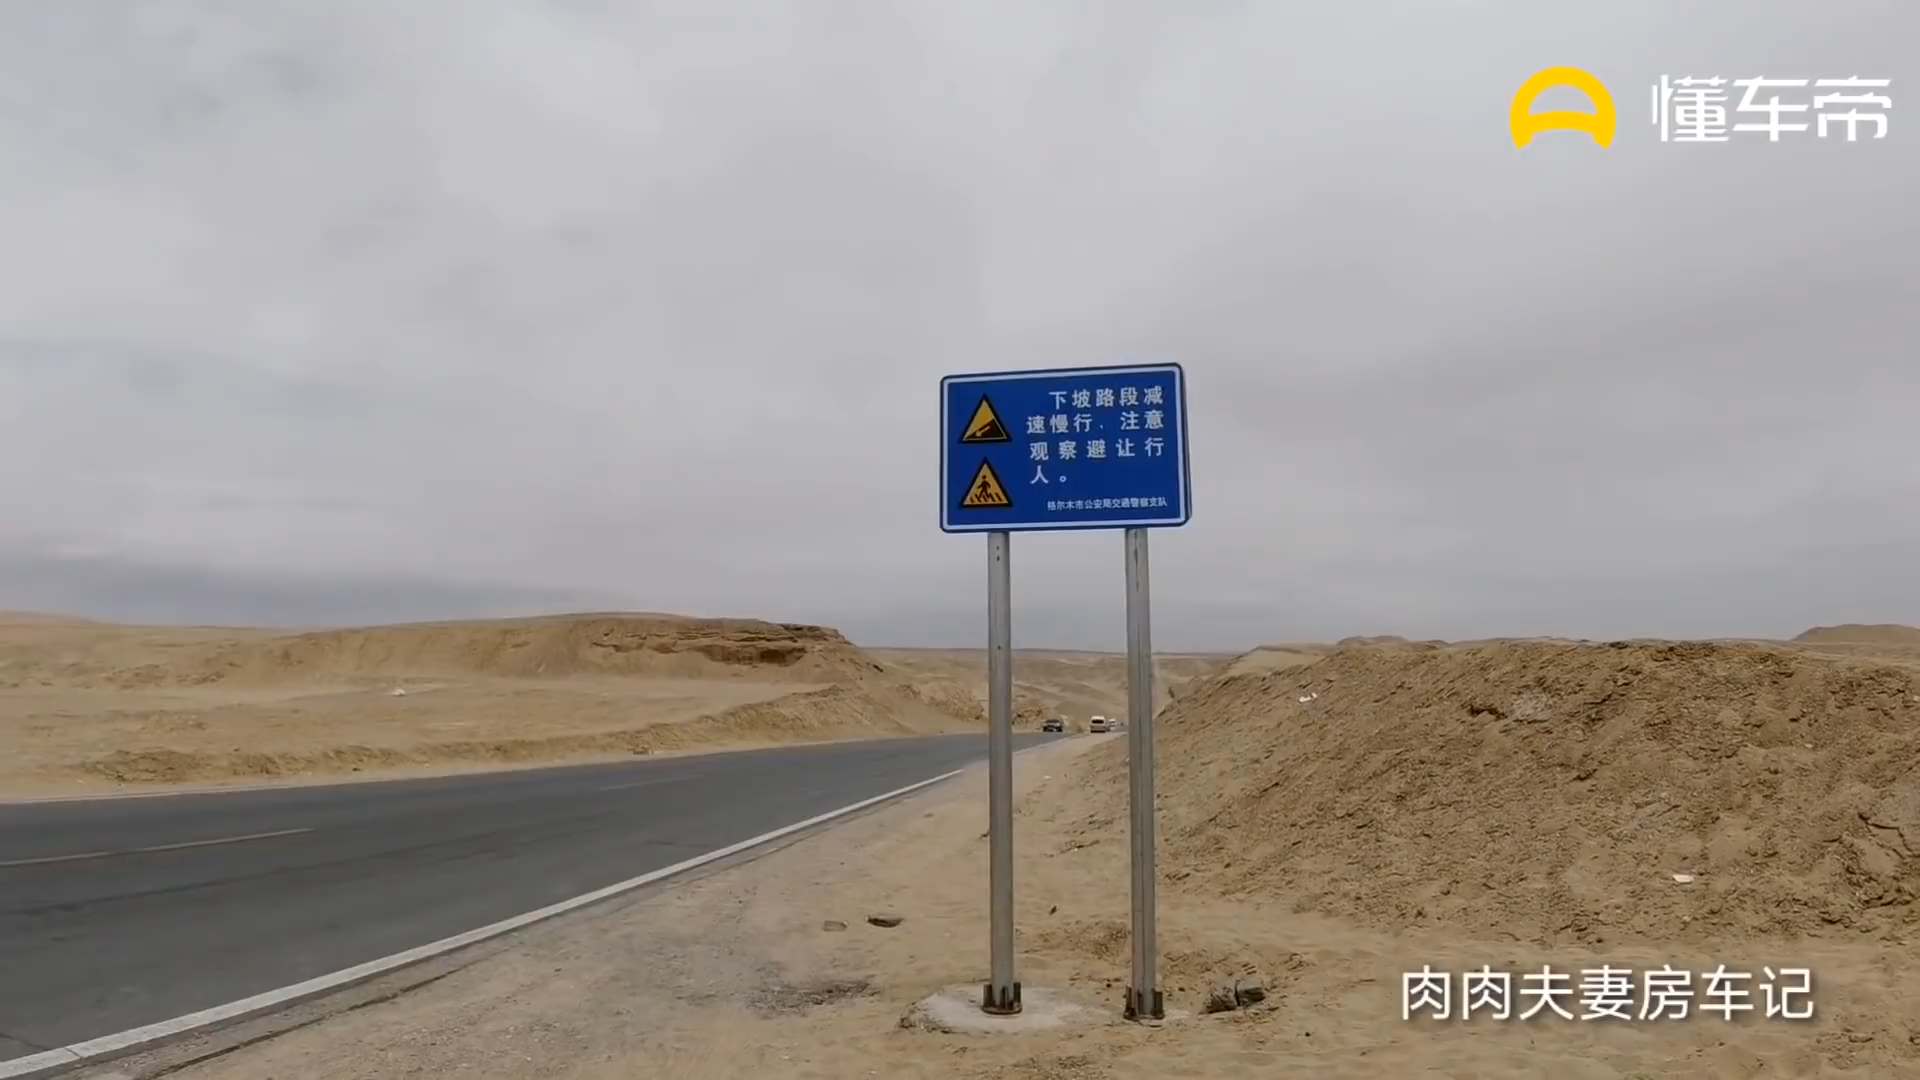 懂车帝
下坡路段减
速慢行、注意
观察避让行
人。
格尔木市公安局交通警察支队
肉肉夫妻房车记